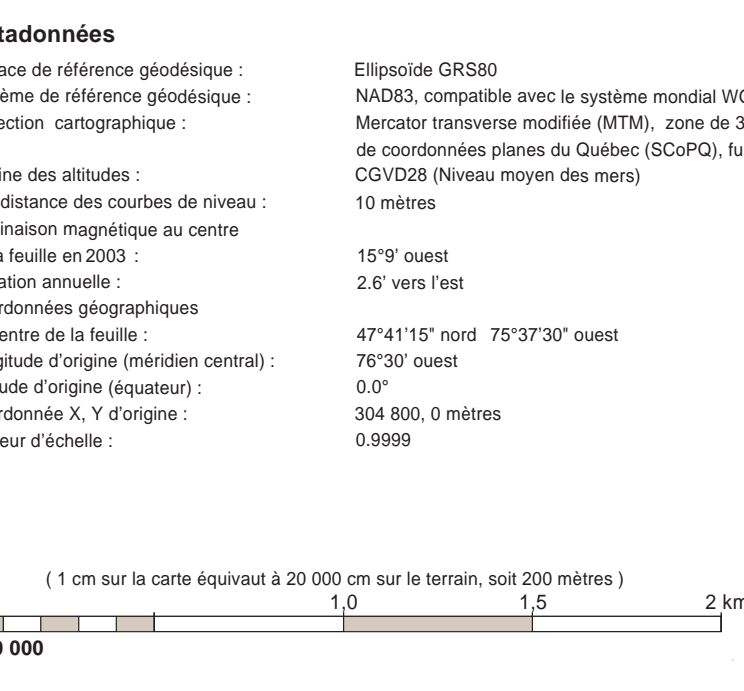 tadonnées
ace de référence géodésique : Ellipsoïde GRS80
ème de référence géodésique : NAD83, compatible avec le système mondial WG
ection cartographique : Mercator transverse modifiée (MTM), zone de 3
de coordonnées planes du Québec (SCoPQ), fu
ine des altitudes : CGVD28 (Niveau moyen des mers)
distance des courbes de niveau : 10 mètres
inaison magnétique au centre
a feuille en 2003 : 15°9' ouest
ation annuelle : 2.6' vers l'est
rdonnées géographiques
entre de la feuille : 47°41'15" nord 75°37'30" ouest
gitude d'origine (méridien central) : 76°30' ouest
ude d'origine (équateur) : 0.0°
rdonnée X, Y d'origine : 304 800, 0 mètres
eur d'échelle : 0.9999
( 1 cm sur la carte équivaut à 20 000 cm sur le terrain, soit 200 mètres )
1,0 1,5 2 km
0 000